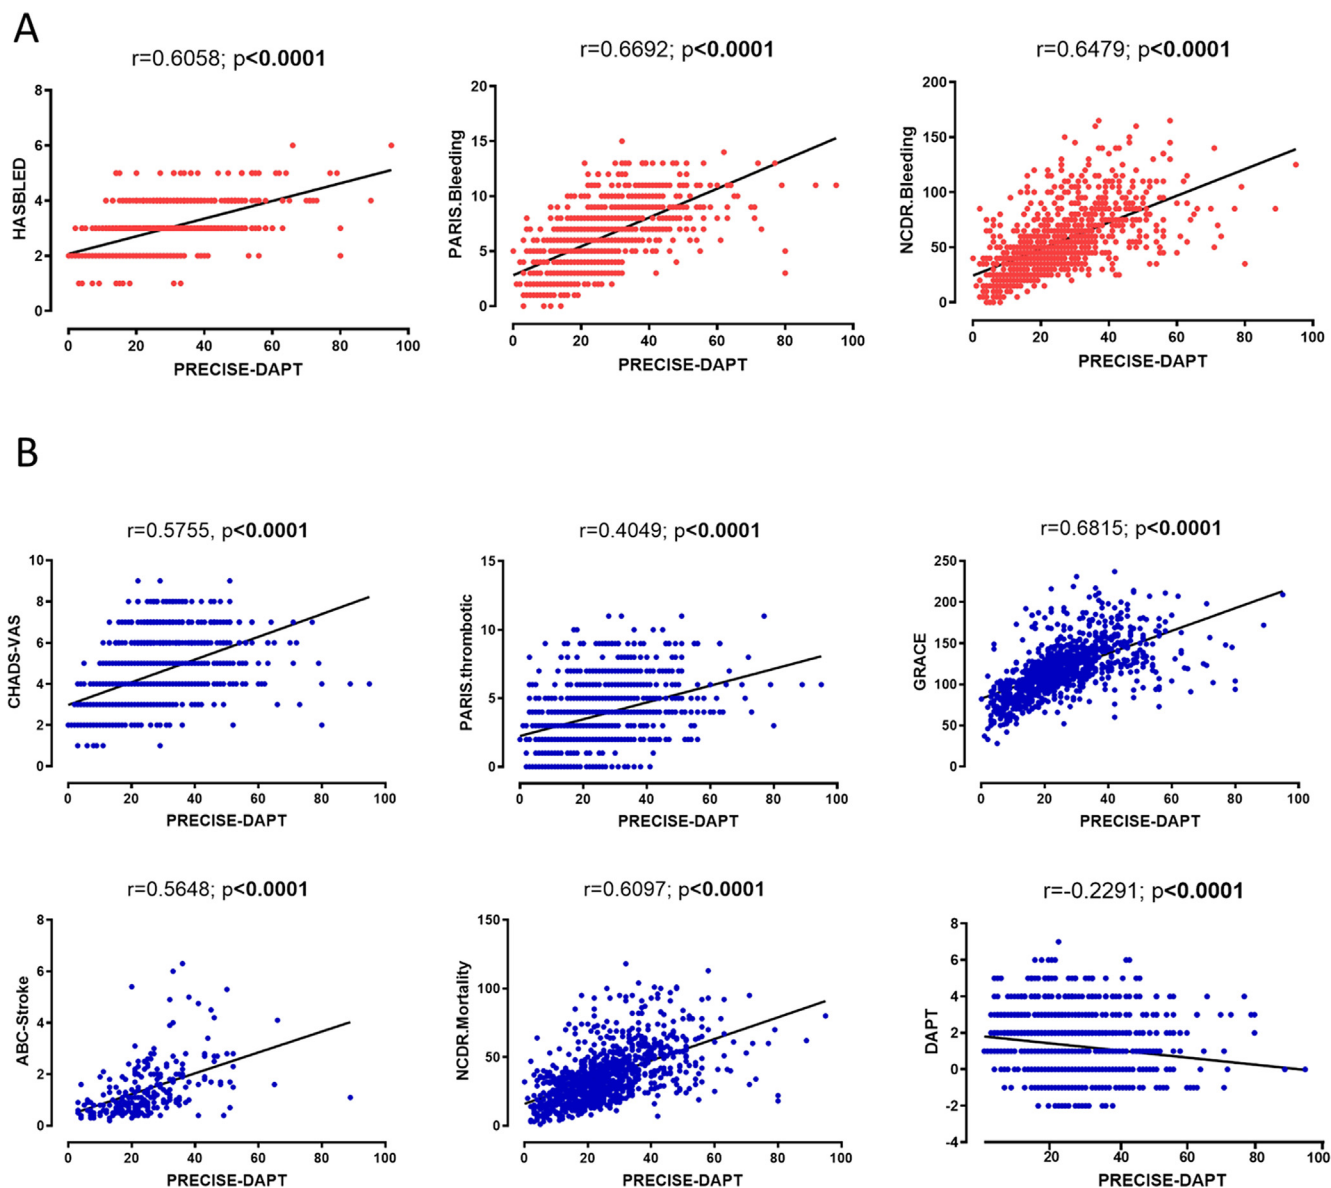 A
r=0.6058; p<0.0001
r=0.6692; p<0.0001
r=0.6479; p<0.0001
HASBLED
8
6
4
2
0
0 20 40 60 80 100
PRECISE-DAPT
PARIS.Bleeding
20
15
10
5
0
0 20 40 60 80 100
PRECISE-DAPT
NCDR.Bleeding
200
150
100
50
0
0 20 40 60 80 100
PRECISE-DAPT
B
r=0.5755, p<0.0001
r=0.4049; p<0.0001
r=0.6815; p<0.0001
CHADS-VAS
10
8
6
4
2
0
0 20 40 60 80 100
PRECISE-DAPT
PARIS.thrombotic
15
10
5
0
0 20 40 60 80 100
PRECISE-DAPT
GRACE
250
200
150
100
50
0
0 20 40 60 80 100
PRECISE-DAPT
r=0.5648; p<0.0001
r=0.6097; p<0.0001
r=-0.2291; p<0.0001
ABC-Stroke
8
6
4
2
0
0 20 40 60 80 100
PRECISE-DAPT
NCDR.Mortality
150
100
50
0
0 20 40 60 80 100
PRECISE-DAPT
DAPT
8
6
4
2
0
-2
-4
20 40 60 80 100
PRECISE-DAPT